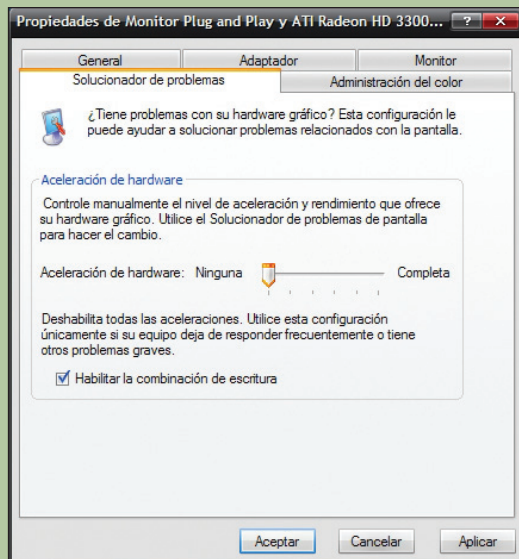 Propiedades de Monitor Plug and Play y ATI Radeon HD 3300...
General Adaptador Monitor
Solucionador de problemas Administración del color
¿Tiene problemas con su hardware gráfico? Esta configuración le
puede ayudar a solucionar problemas relacionados con la pantalla.
Aceleración de hardware
Controle manualmente el nivel de aceleración y rendimiento que ofrece
su hardware gráfico. Utilice el Solucionador de problemas de pantalla
para hacer el cambio.
Aceleración de hardware: Ninguna Completa
Deshabilita todas las aceleraciones. Utilice esta configuración
únicamente si su equipo deja de responder frecuentemente o tiene
otros problemas graves.
Habilitar la combinación de escritura
Aceptar Cancelar Aplicar